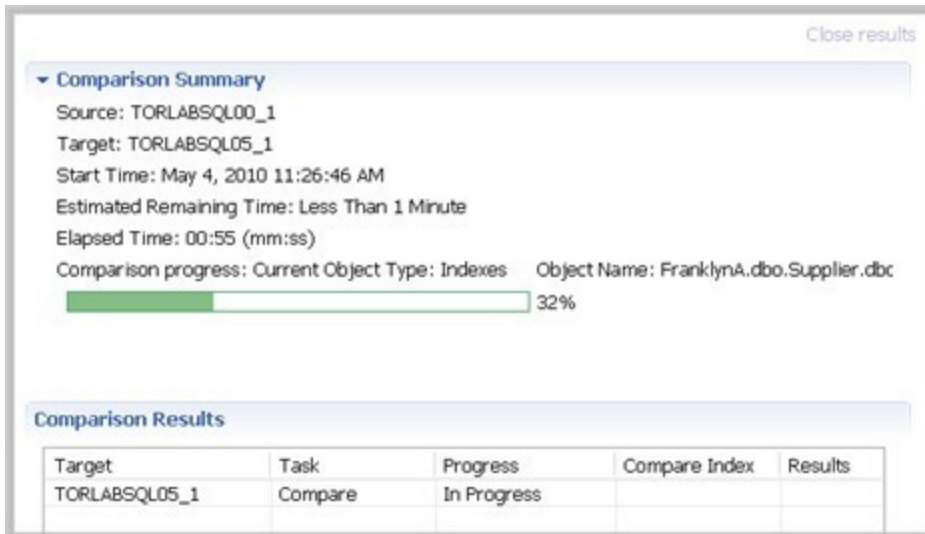 Close results
Comparison Summary
Source: TORLABSQL00_1
Target: TORLABSQL05_1
Start Time: May 4, 2010 11:26:46 AM
Estimated Remaining Time: Less Than 1 Minute
Elapsed Time: 00:55 (mm:ss)
Comparison progress: Current Object Type: Indexes Object Name: FranklynA.dbo.Supplier.dbc
32%
Comparison Results
Target Task Progress Compare Index Results
TORLABSQL05_1 Compare In Progress